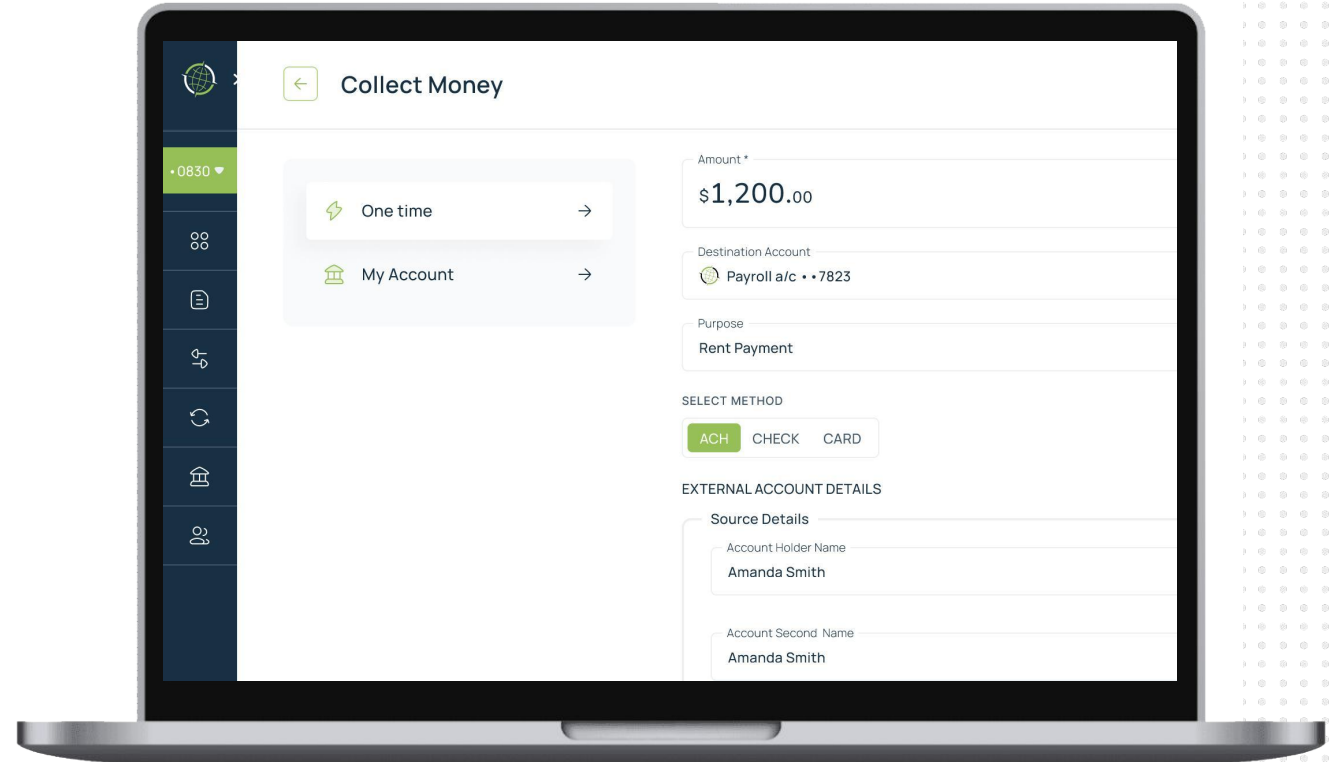 Collect Money
•0830
One time
My Account
Amount *
$1,200.00
Destination Account
Payroll a/c ••7823
Purpose
Rent Payment
SELECT METHOD
ACH CHECK CARD
EXTERNAL ACCOUNT DETAILS
Source Details
Account Holder Name
Amanda Smith
Account Second Name
Amanda Smith